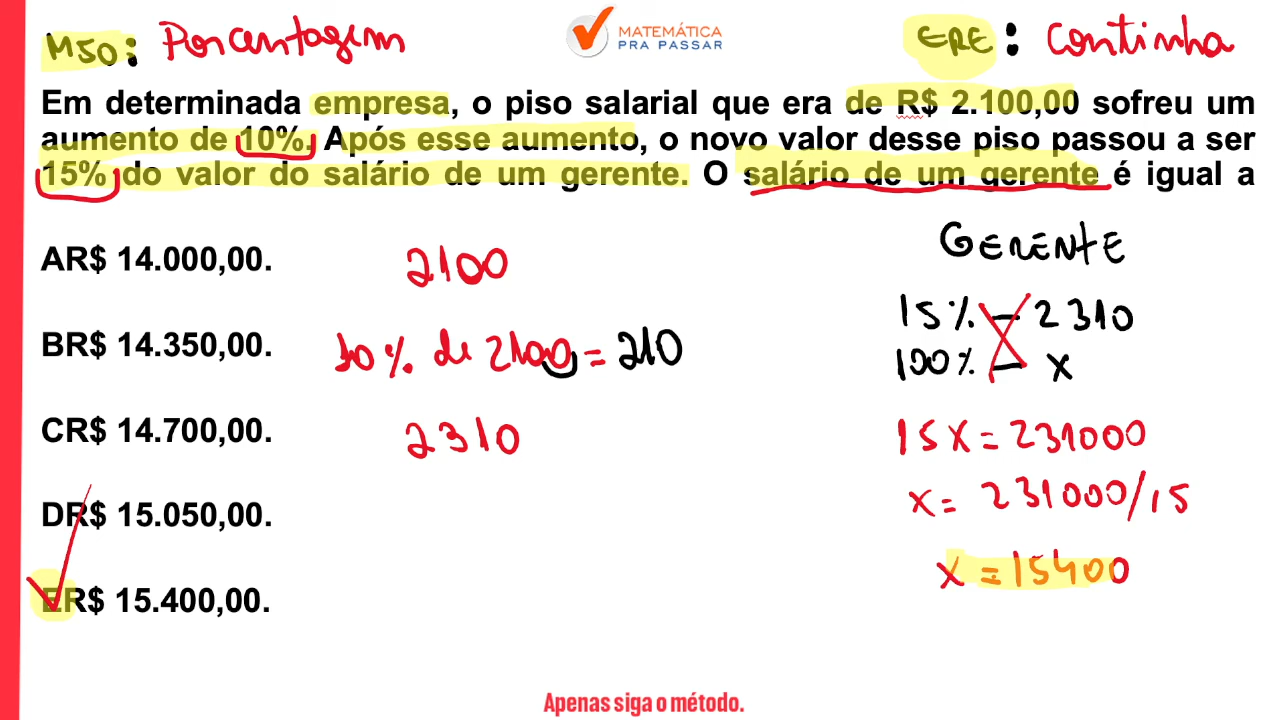 M50: Porcentagem
MATEMÁTICA
PRA PASSAR
ERE: Continha
Em determinada empresa, o piso salarial que era de R$ 2.100,00 sofreu um
aumento de 10%. Após esse aumento, o novo valor desse piso passou a ser
15% do valor do salário de um gerente. O salário de um gerente é igual a
AR$ 14.000,00.
BR$ 14.350,00.
CR$ 14.700,00.
DR$ 15.050,00.
ER$ 15.400,00.
2100
10% de 2100 = 210
2310
GERENTE
15% – 2310
100% – x
15x = 231000
x = 231000/15
x = 15400
Apenas siga o método.